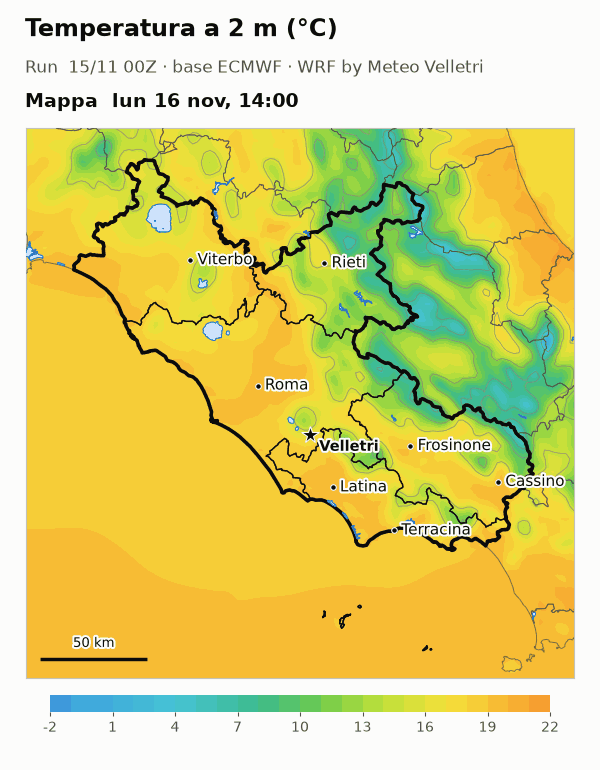 Temperatura a 2 m (°C)
Run  15/11 00Z · base ECMWF · WRF by Meteo Velletri
Mappa  lun 16 nov, 14:00
Viterbo
Rieti
Roma
Velletri
Frosinone
Cassino
Latina
Terracina
50 km
-2 1 4 7 10 13 16 19 22